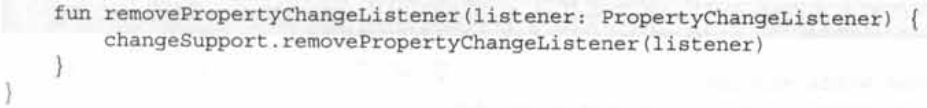 fun removePropertyChangeListener(listener: PropertyChangeListener) {
        changeSupport.removePropertyChangeListener(listener)
    }
}